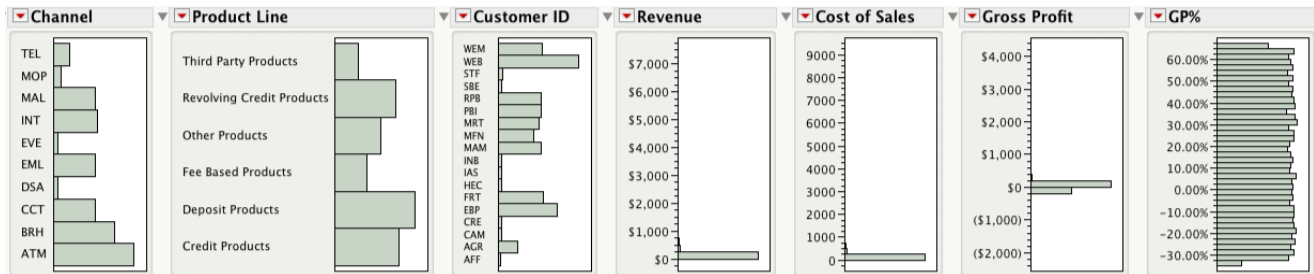 Channel
TEL
MOP
MAL
INT
EVE
EML
DSA
CCT
BRH
ATM
Product Line
Third Party Products
Revolving Credit Products
Other Products
Fee Based Products
Deposit Products
Credit Products
Customer ID
WEM
WEB
STF
SBE
RPB
PBI
MRT
MFN
MAM
INB
IAS
HEC
FRT
EBP
CRE
CAM
AGR
AFF
Revenue
$7,000
$6,000
$5,000
$4,000
$3,000
$2,000
$1,000
$0
Cost of Sales
9000
8000
7000
6000
5000
4000
3000
2000
1000
0
Gross Profit
$4,000
$3,000
$2,000
$1,000
$0
($1,000)
($2,000)
GP%
60.00%
50.00%
40.00%
30.00%
20.00%
10.00%
0.00%
-10.00%
-20.00%
-30.00%